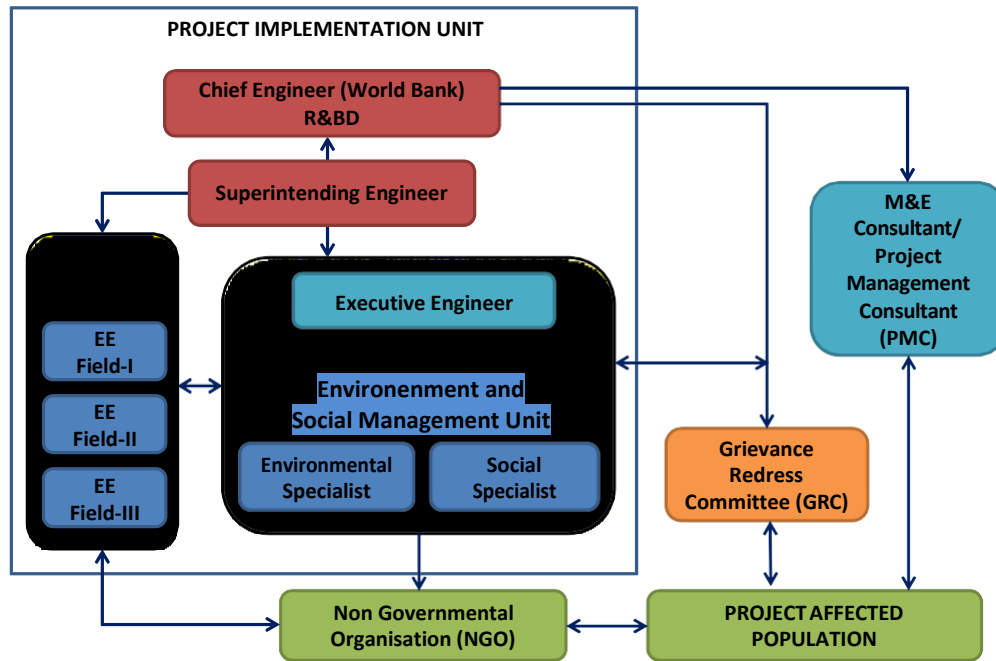 PROJECT IMPLEMENTATION UNIT
Chief Engineer (World Bank)
R&BD
Superintending Engineer
M&E
Consultant/
Project
Management
Consultant
(PMC)
Executive Engineer
EE
Field-I
EE
Field-II
EE
Field-III
Environenment and
Social Management Unit
Environmental
Specialist
Social
Specialist
Grievance
Redress
Committee (GRC)
Non Governmental
Organisation (NGO)
PROJECT AFFECTED
POPULATION